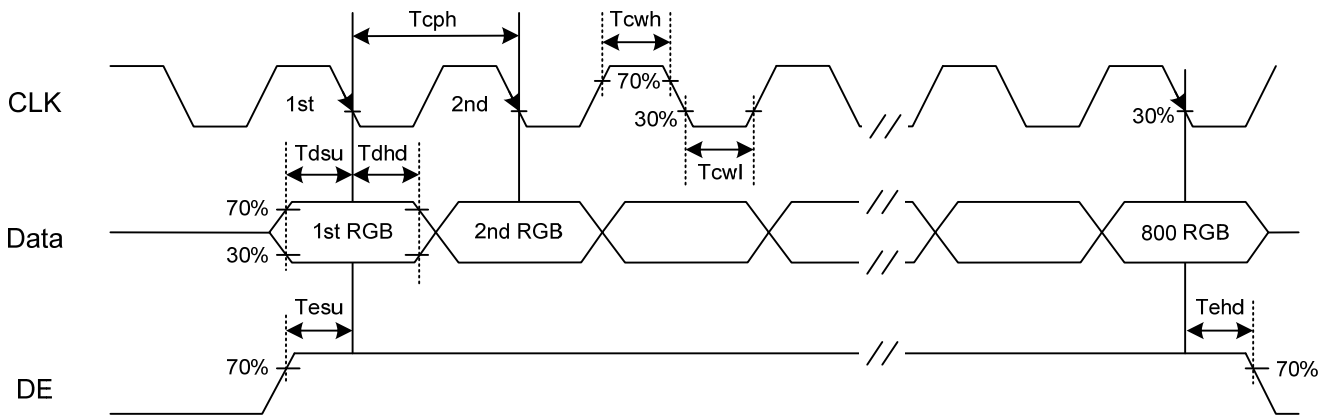 Tcph
Tcwh
CLK
1st
2nd
70%
30%
30%
Tcwl
Tdsu
Tdhd
70%
Data
1st RGB
2nd RGB
800 RGB
30%
Tesu
Tehd
70%
70%
DE